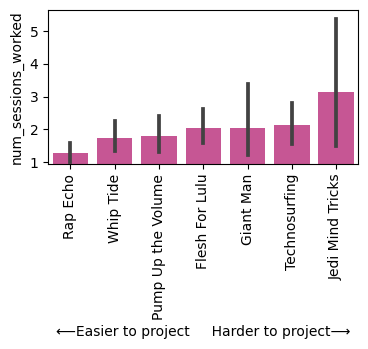 num_sessions_worked
5
4
3
2
1
Rap Echo
Whip Tide
Pump Up the Volume
Flesh For Lulu
Giant Man
Technosurfing
Jedi Mind Tricks
⟵Easier to project Harder to project⟶